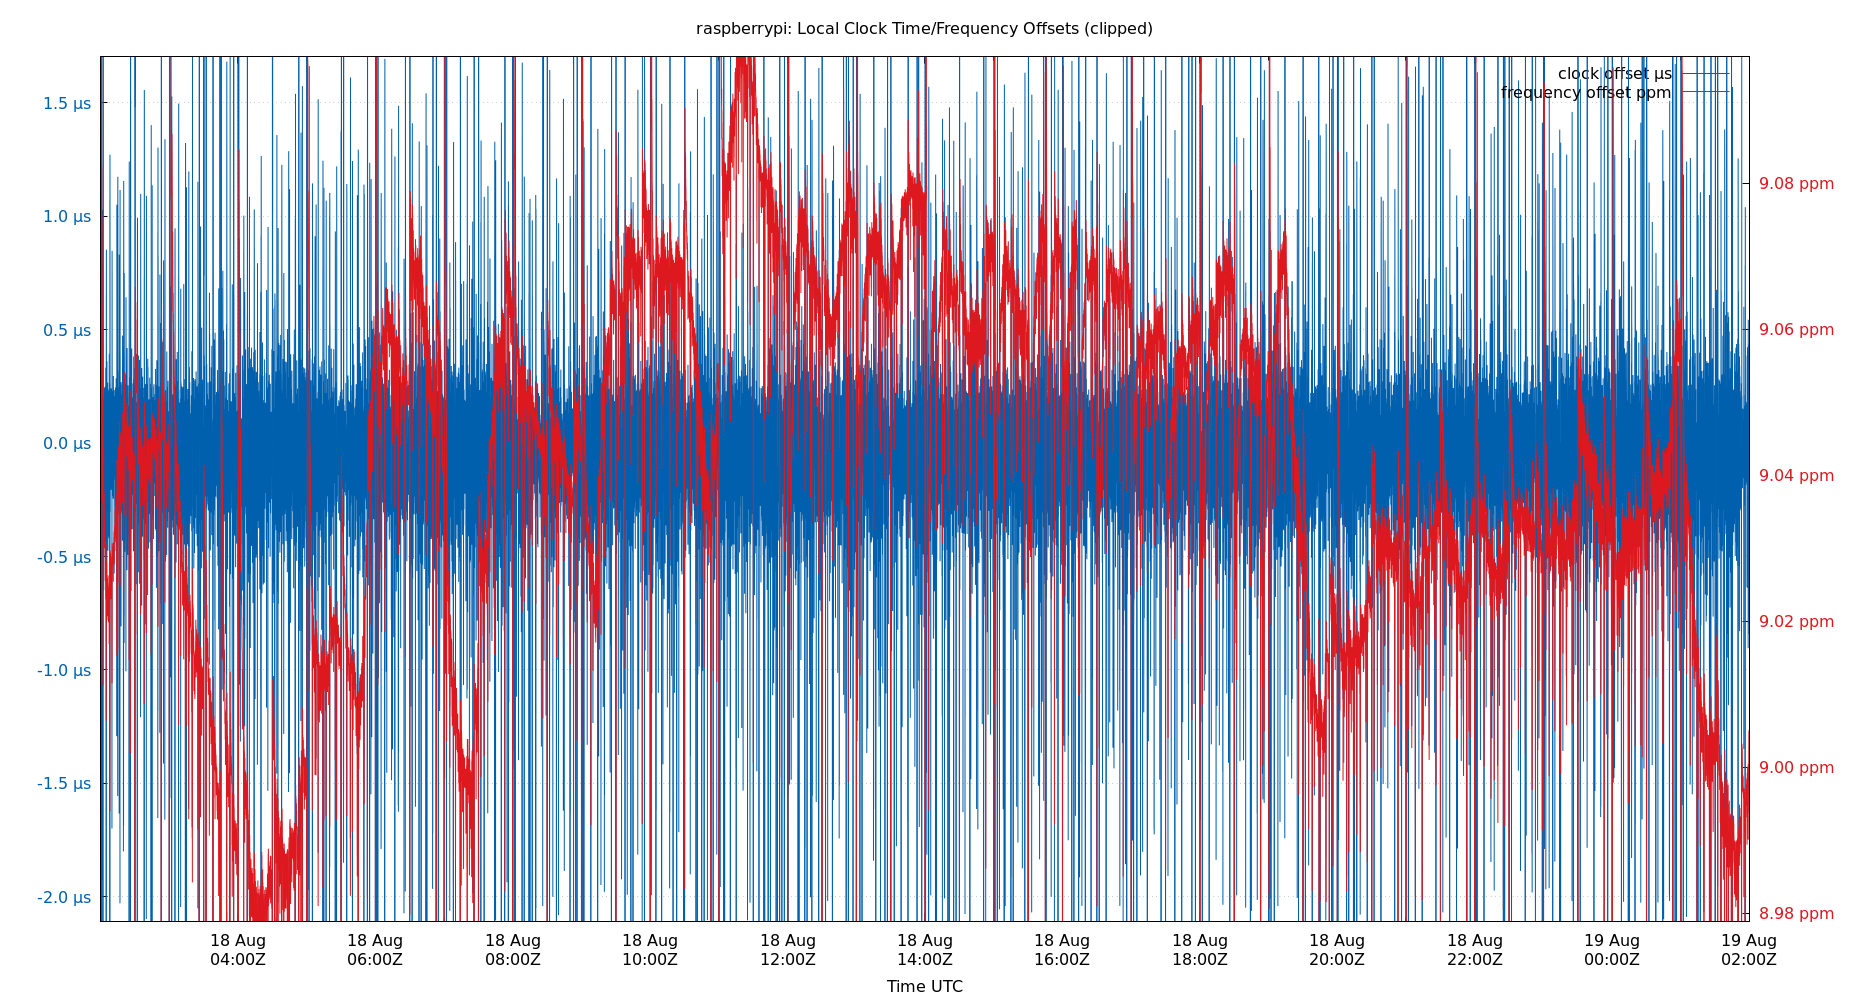 raspberrypi: Local Clock Time/Frequency Offsets (clipped)
clock offset µs
frequency offset ppm
1.5 µs
1.0 µs
0.5 µs
0.0 µs
-0.5 µs
-1.0 µs
-1.5 µs
-2.0 µs
9.08 ppm
9.06 ppm
9.04 ppm
9.02 ppm
9.00 ppm
8.98 ppm
18 Aug 18 Aug 18 Aug 18 Aug 18 Aug 18 Aug 18 Aug 18 Aug 18 Aug 18 Aug 19 Aug 19 Aug
04:00Z 06:00Z 08:00Z 10:00Z 12:00Z 14:00Z 16:00Z 18:00Z 20:00Z 22:00Z 00:00Z 02:00Z
Time UTC